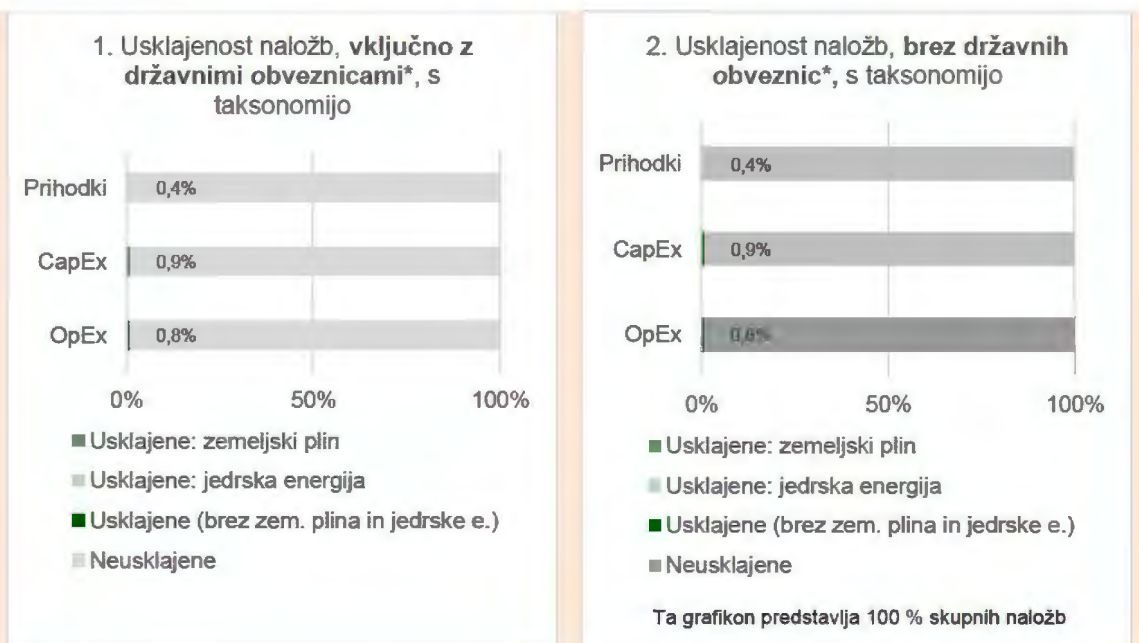 1. Usklajenost naložb, vključno z
državnimi obveznicami*, s
taksonomijo
Prihodki
0,4%
CapEx
0,9%
OpEx
0,8%
0%
50%
100%
Usklajene: zemeljski plin
Usklajene: jedrska energija
Usklajene (brez zem. plina in jedrske e.)
Neusklajene
2. Usklajenost naložb, brez državnih
obveznic*, s taksonomijo
Prihodki
0,4%
CapEx
0,9%
OpEx
0%
50%
100%
Usklajene: zemeljski plin
Usklajene: jedrska energija
Usklajene (brez zem. plina in jedrske e.)
Neusklajene
Ta grafikon predstavlja 100 % skupnih naložb